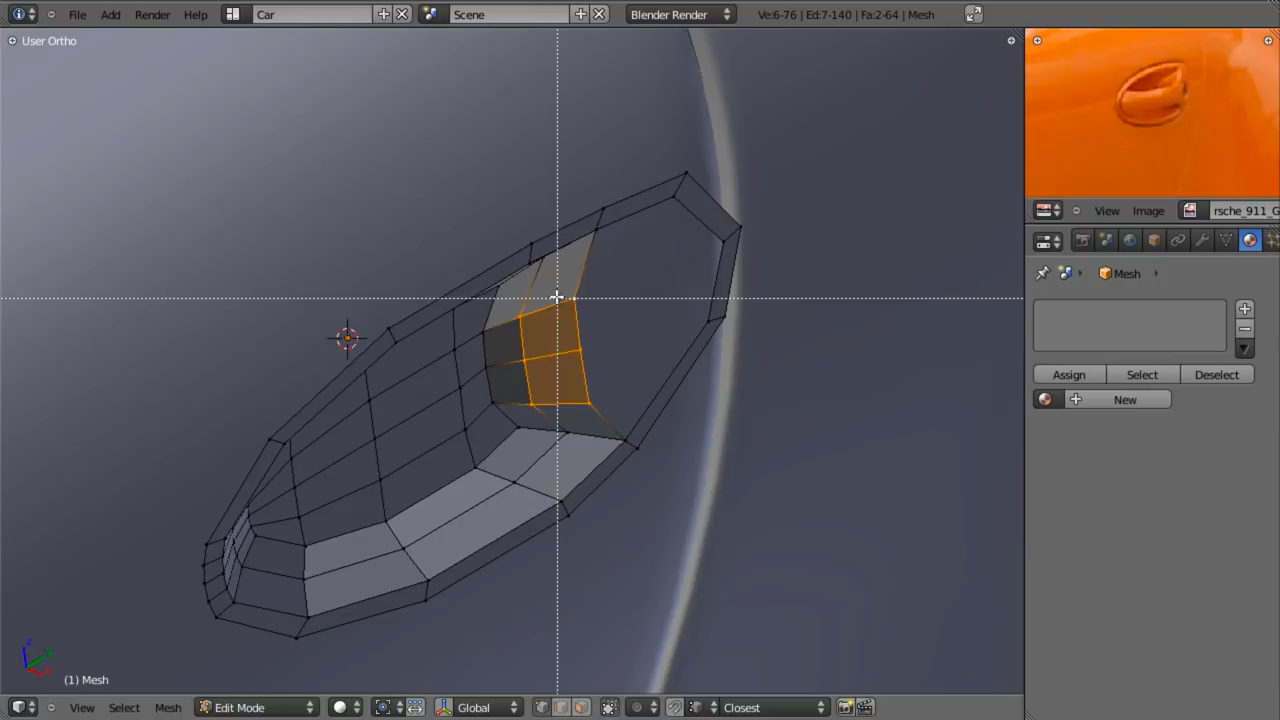 File Add Render Help Car Scene Blender Render Ve:6-76 | Ed:7-140 | Fa:2-64 | Mesh
User Ortho
View Image rsche_911_G
Mesh
Assign Select Deselect
New
z
y
x
(1) Mesh
View Select Mesh Edit Mode Global Closest